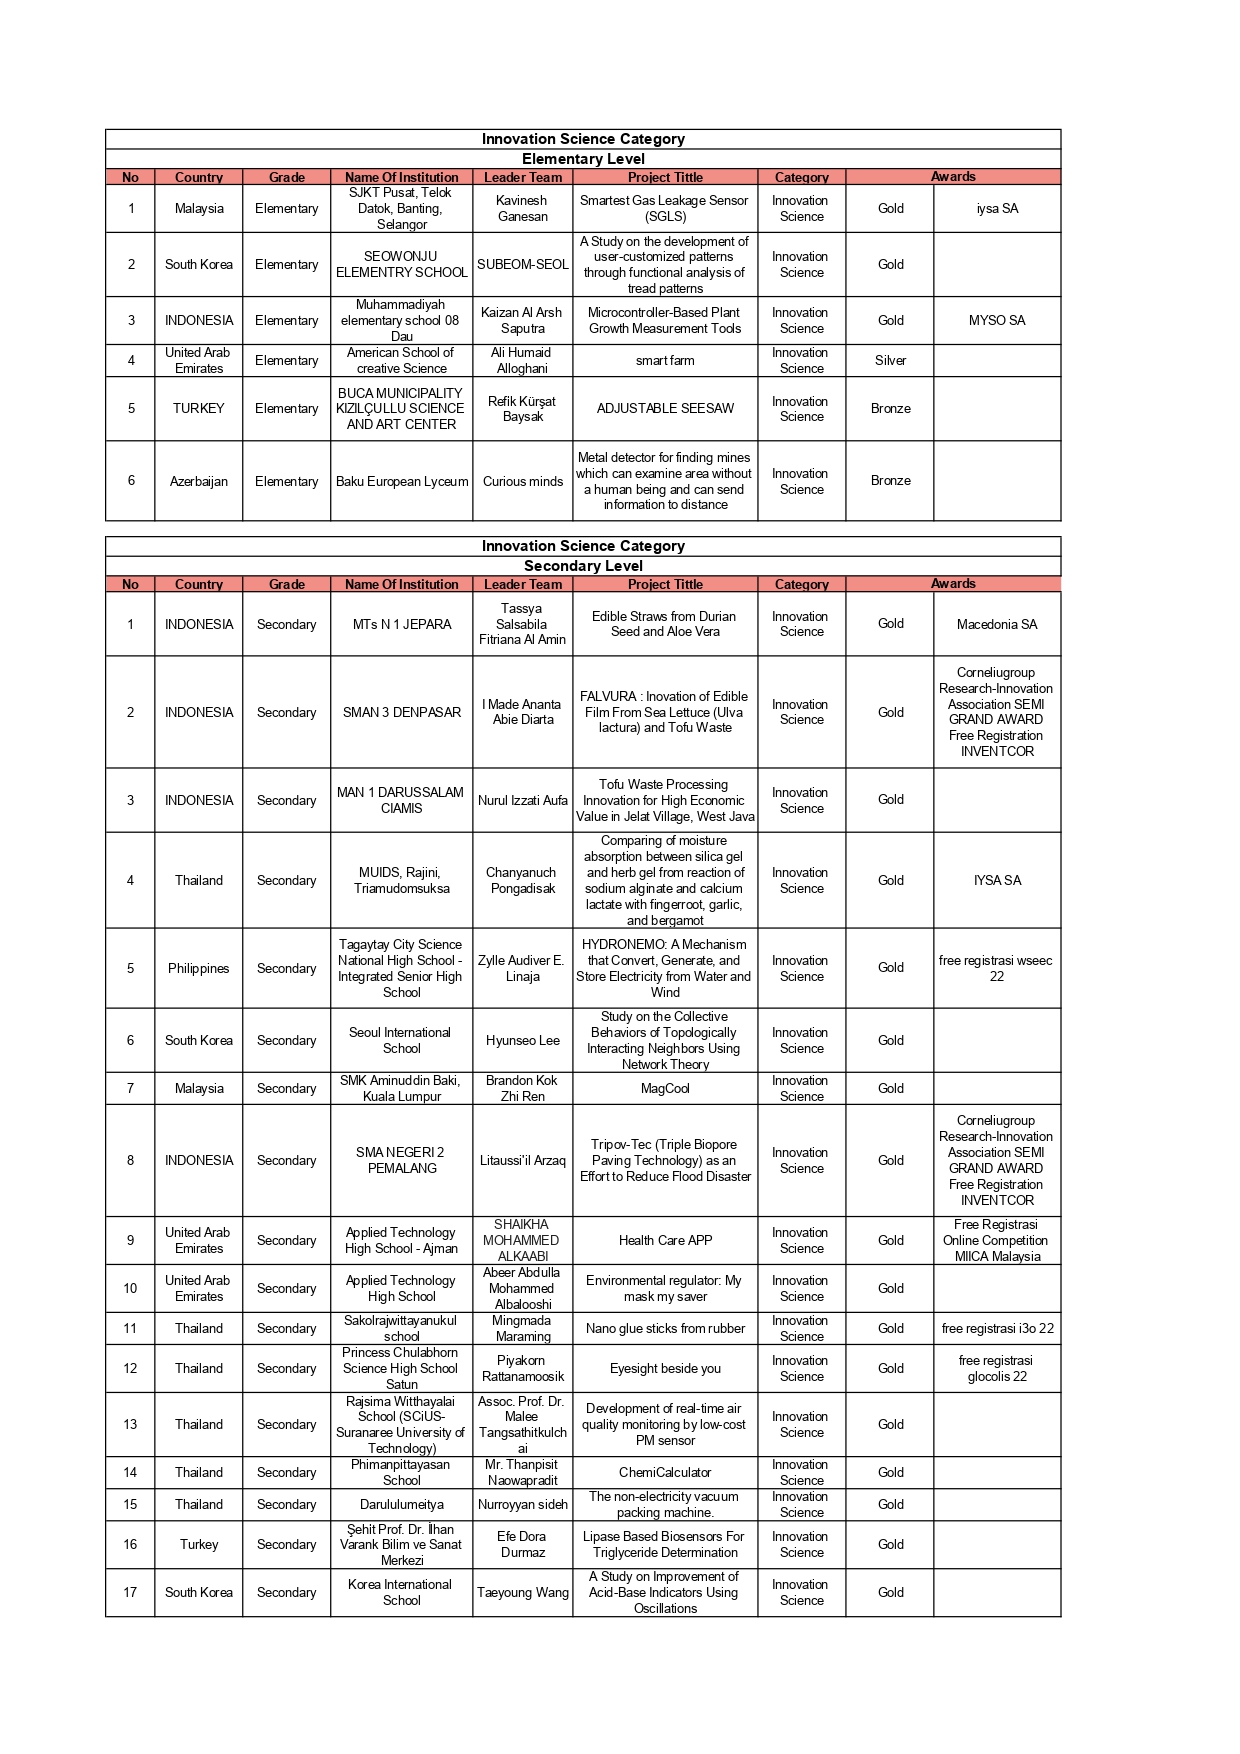 Innovation Science Category
Elementary Level
No Country Grade Name Of Institution Leader Team Project Tittle Category Awards
1 Malaysia Elementary SJKT Pusat, Telok Datok, Banting, Selangor Kavinesh Ganesan Smartest Gas Leakage Sensor (SGLS) Innovation Science Gold iysa SA
2 South Korea Elementary SEOWONJU ELEMENTRY SCHOOL SUBEOM-SEOL A Study on the development of user-customized patterns through functional analysis of tread patterns Innovation Science Gold
3 INDONESIA Elementary Muhammadiyah elementary school 08 Dau Kaizan Al Arsh Saputra Microcontroller-Based Plant Growth Measurement Tools Innovation Science Gold MYSO SA
4 United Arab Emirates Elementary American School of creative Science Ali Humaid Alloghani smart farm Innovation Science Silver
5 TURKEY Elementary BUCA MUNICIPALITY KIZILÇULLU SCIENCE AND ART CENTER Refik Kürşat Baysak ADJUSTABLE SEESAW Innovation Science Bronze
6 Azerbaijan Elementary Baku European Lyceum Curious minds Metal detector for finding mines which can examine area without a human being and can send information to distance Innovation Science Bronze
Innovation Science Category
Secondary Level
No Country Grade Name Of Institution Leader Team Project Tittle Category Awards
1 INDONESIA Secondary MTs N 1 JEPARA Tassya Salsabila Fitriana Al Amin Edible Straws from Durian Seed and Aloe Vera Innovation Science Gold Macedonia SA
2 INDONESIA Secondary SMAN 3 DENPASAR I Made Ananta Abie Diarta FALVURA : Inovation of Edible Film From Sea Lettuce (Ulva lactura) and Tofu Waste Innovation Science Gold Corneliugroup Research-Innovation Association SEMI GRAND AWARD Free Registration INVENTCOR
3 INDONESIA Secondary MAN 1 DARUSSALAM CIAMIS Nurul Izzati Aufa Tofu Waste Processing Innovation for High Economic Value in Jelat Village, West Java Innovation Science Gold
4 Thailand Secondary MUIDS, Rajini, Triamudomsuksa Chanyanuch Pongadisak Comparing of moisture absorption between silica gel and herb gel from reaction of sodium alginate and calcium lactate with fingerroot, garlic, and bergamot Innovation Science Gold IYSA SA
5 Philippines Secondary Tagaytay City Science National High School - Integrated Senior High School Zylle Audiver E. Linaja HYDRONEMO: A Mechanism that Convert, Generate, and Store Electricity from Water and Wind Innovation Science Gold free registrasi wseec 22
6 South Korea Secondary Seoul International School Hyunseo Lee Study on the Collective Behaviors of Topologically Interacting Neighbors Using Network Theory Innovation Science Gold
7 Malaysia Secondary SMK Aminuddin Baki, Kuala Lumpur Brandon Kok Zhi Ren MagCool Innovation Science Gold
8 INDONESIA Secondary SMA NEGERI 2 PEMALANG Litaussi'il Arzaq Tripov-Tec (Triple Biopore Paving Technology) as an Effort to Reduce Flood Disaster Innovation Science Gold Corneliugroup Research-Innovation Association SEMI GRAND AWARD Free Registration INVENTCOR
9 United Arab Emirates Secondary Applied Technology High School - Ajman SHAIKHA MOHAMMED ALKAABI Health Care APP Innovation Science Gold Free Registrasi Online Competition MIICA Malaysia
10 United Arab Emirates Secondary Applied Technology High School Abeer Abdulla Mohammed Albalooshi Environmental regulator: My mask my saver Innovation Science Gold
11 Thailand Secondary Sakolrajwittayanukul school Mingmada Maraming Nano glue sticks from rubber Innovation Science Gold free registrasi i3o 22
12 Thailand Secondary Princess Chulabhorn Science High School Satun Piyakorn Rattanamoosik Eyesight beside you Innovation Science Gold free registrasi glocolis 22
13 Thailand Secondary Rajsima Witthayalai School (SCiUS-Suranaree University of Technology) Assoc. Prof. Dr. Malee Tangsathitkulchai Development of real-time air quality monitoring by low-cost PM sensor Innovation Science Gold
14 Thailand Secondary Phimanpittayasan School Mr. Thanpisit Naowapradit ChemiCalculator Innovation Science Gold
15 Thailand Secondary Darululumeitya Nurroyyan sideh The non-electricity vacuum packing machine. Innovation Science Gold
16 Turkey Secondary Şehit Prof. Dr. İlhan Varank Bilim ve Sanat Merkezi Efe Dora Durmaz Lipase Based Biosensors For Triglyceride Determination Innovation Science Gold
17 South Korea Secondary Korea International School Taeyoung Wang A Study on Improvement of Acid-Base Indicators Using Oscillations Innovation Science Gold